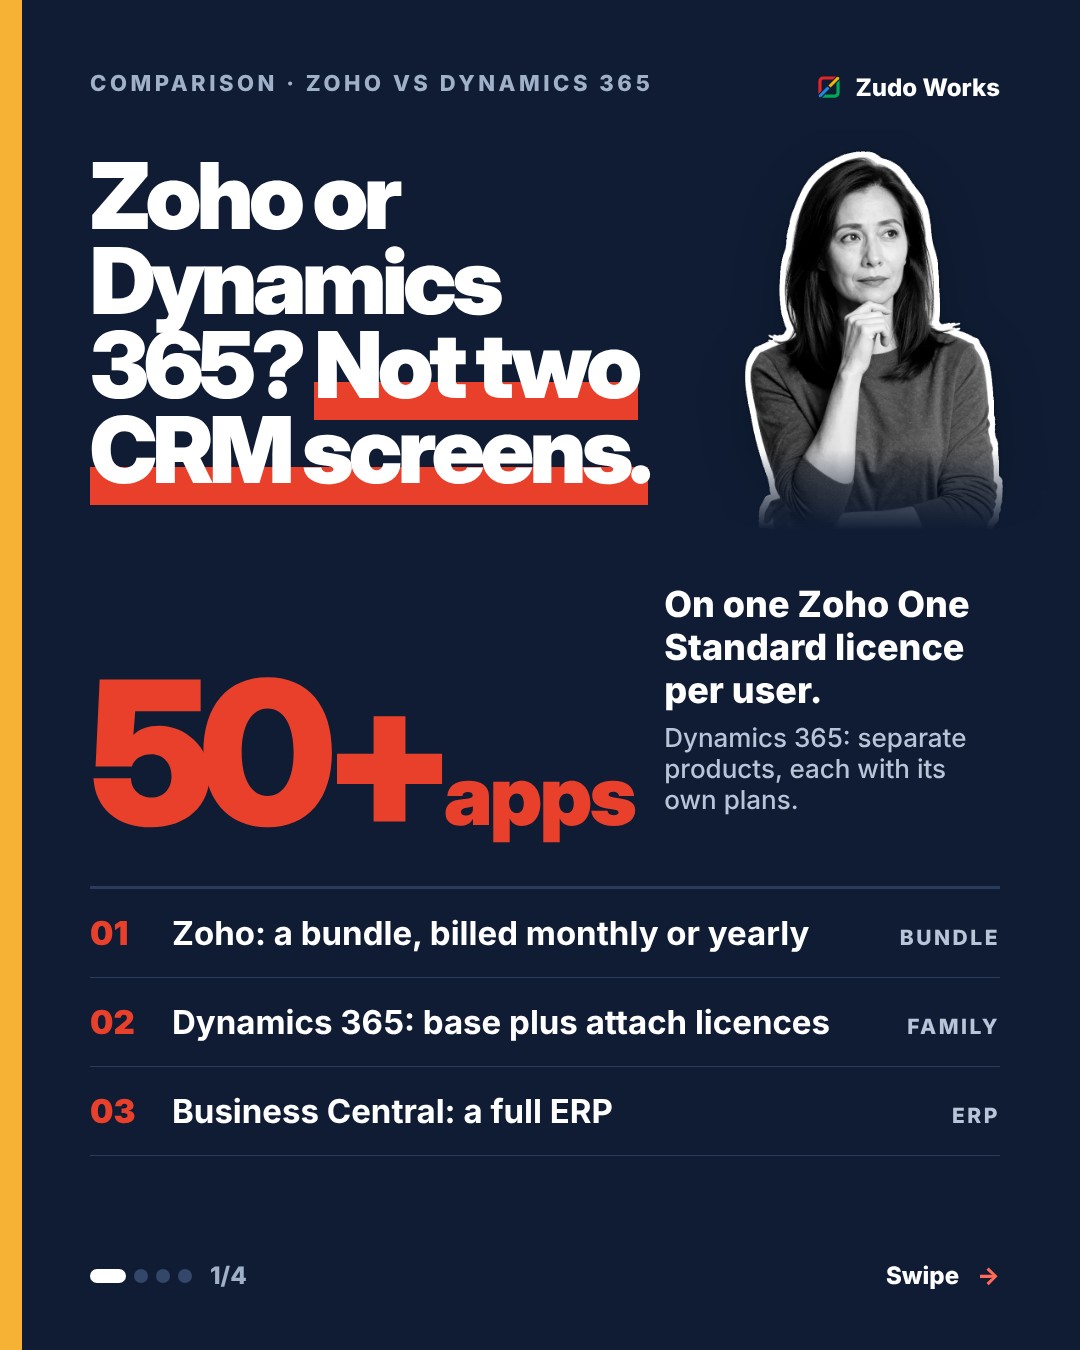 COMPARISON · ZOHO VS DYNAMICS 365
Zudo Works
Zoho or
Dynamics
365? Not two
CRM screens.
50+apps
On one Zoho One
Standard licence
per user.
Dynamics 365: separate
products, each with its
own plans.
01 Zoho: a bundle, billed monthly or yearly BUNDLE
02 Dynamics 365: base plus attach licences FAMILY
03 Business Central: a full ERP ERP
1/4
Swipe →